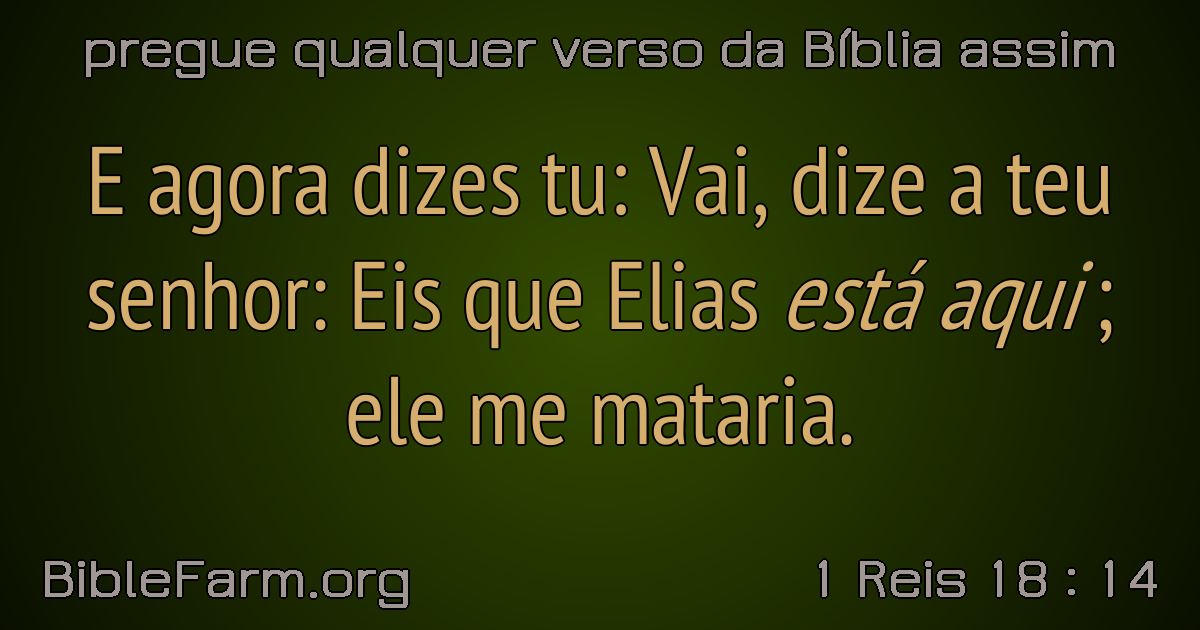 pregue qualquer verso da Bíblia assim
E agora dizes tu: Vai, dize a teu
senhor: Eis que Elias está aqui;
ele me mataria.
BibleFarm.org
1 Reis 18 : 14